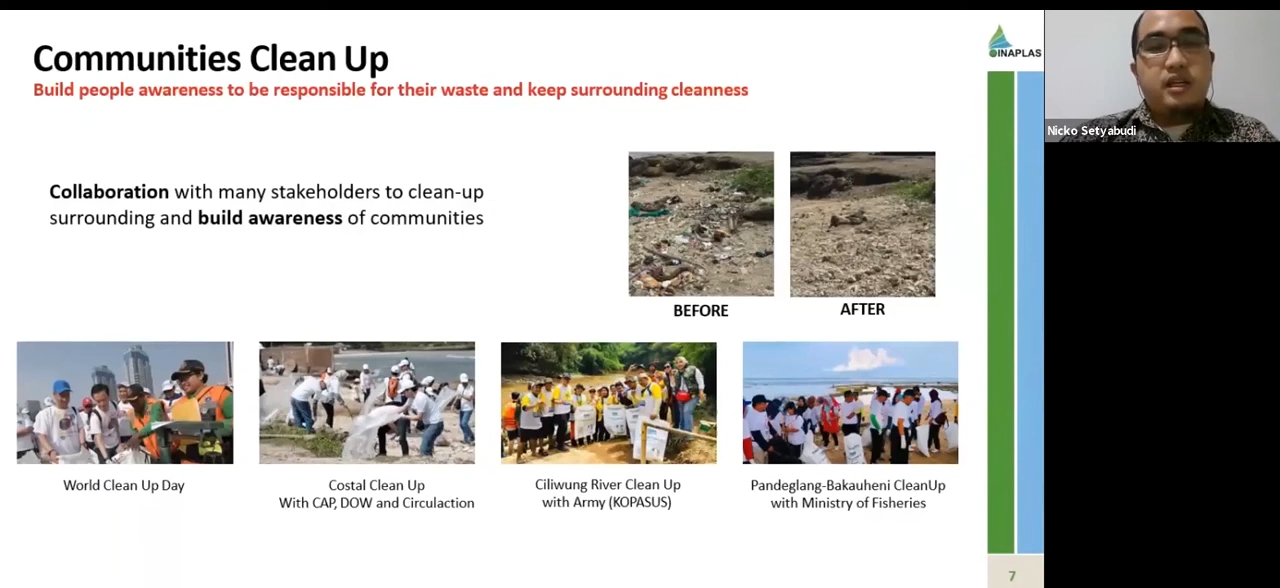 Communities Clean Up
Build people awareness to be responsible for their waste and keep surrounding cleanness
INAPLAS
Nicko Setyabudi
Collaboration with many stakeholders to clean-up
surrounding and build awareness of communities
BEFORE
AFTER
World Clean Up Day
Costal Clean Up
With CAP, DOW and Circulaction
Ciliwung River Clean Up
with Army (KOPASUS)
Pandeglang-Bakauheni CleanUp
with Ministry of Fisheries
7